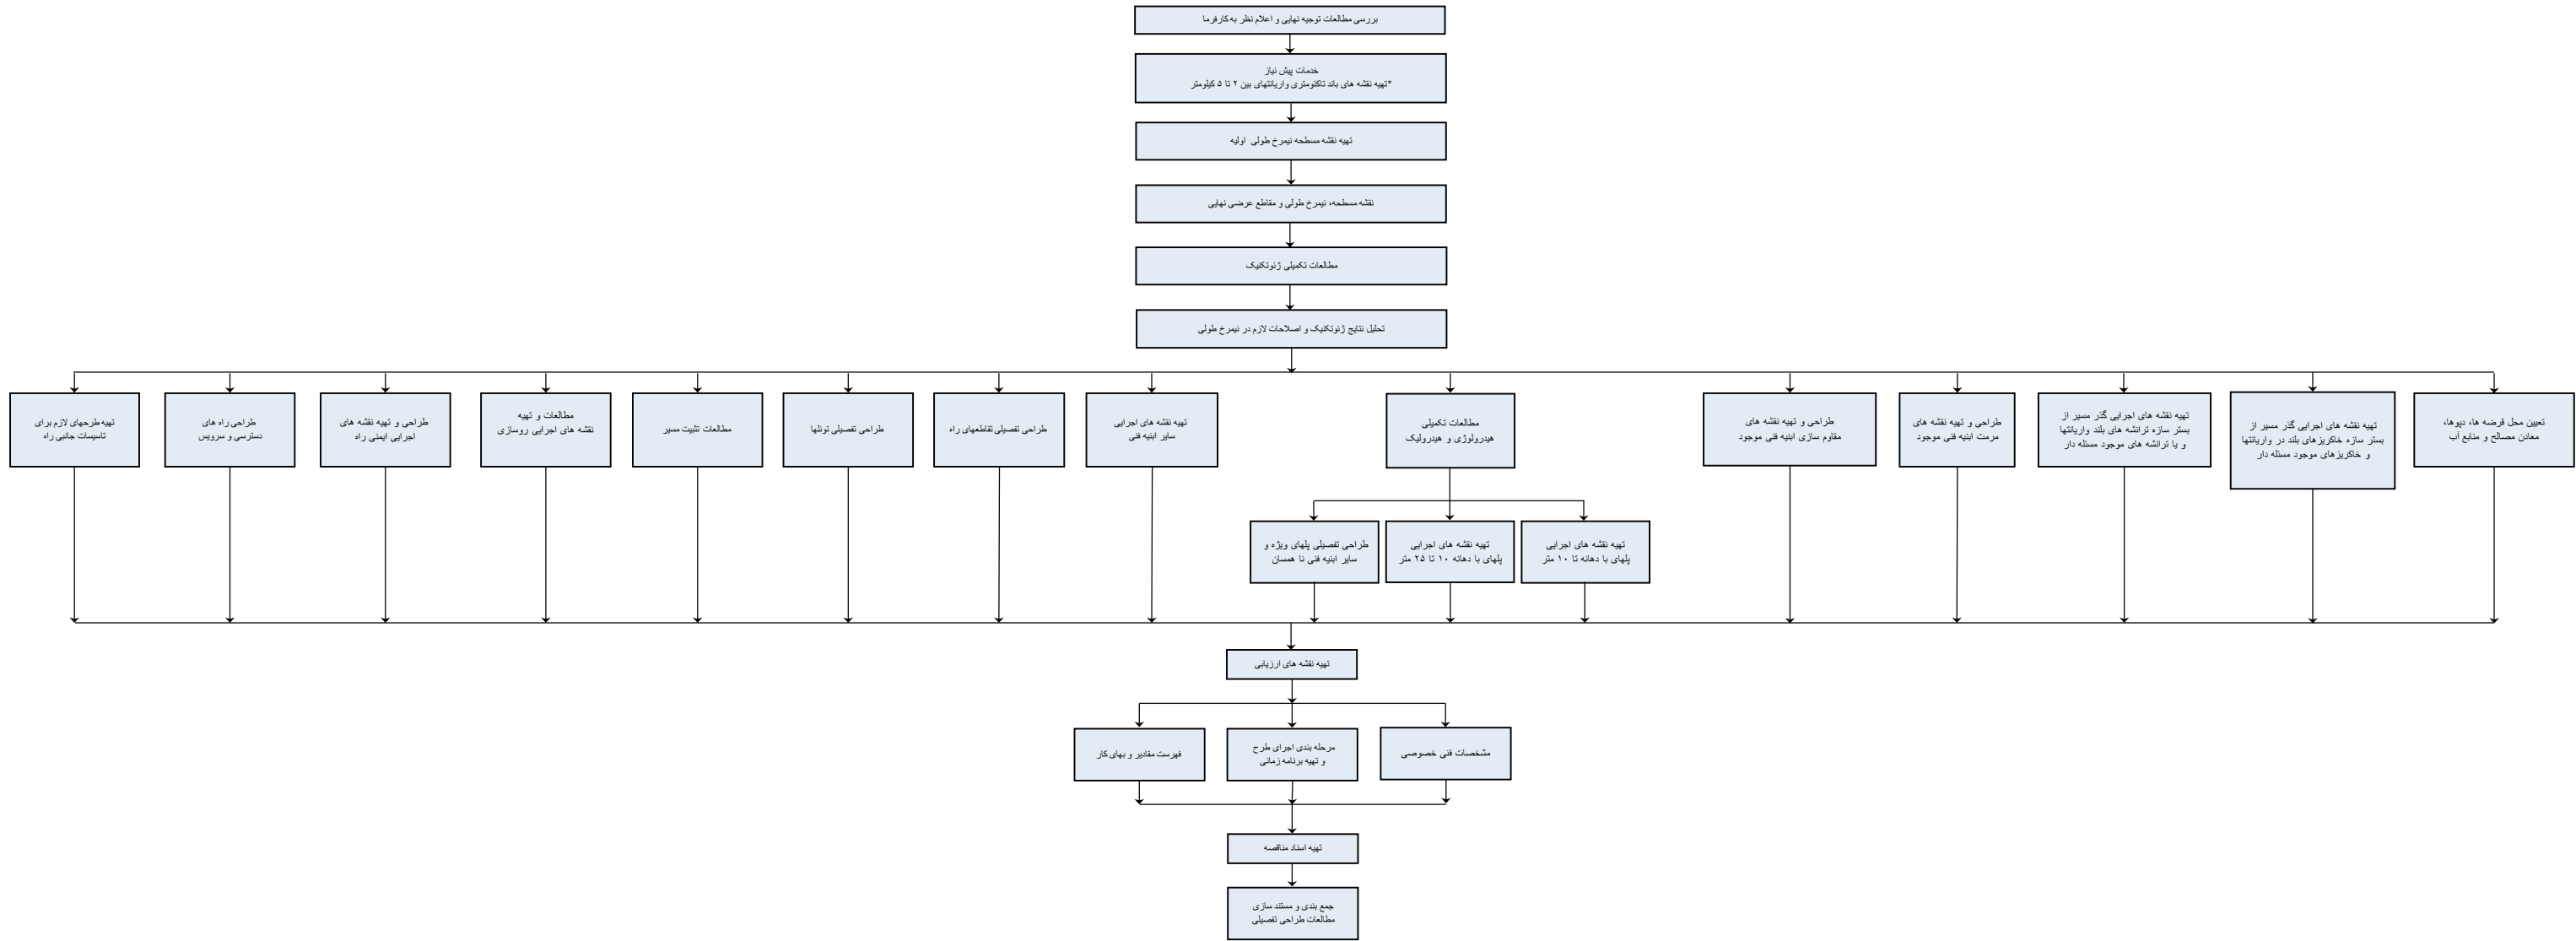 بررسی مطالعات توجیه نهایی و اعلام نظر به کارفرما
خدمات پیش نیاز
*تهیه نقشه های باند تاکئومتری واریانتهای بین ۲ تا ۵ کیلومتر
تهیه نقشه مسطحه نیمرخ طولی اولیه
نقشه مسطحه، نیمرخ طولی و مقاطع عرضی نهایی
مطالعات تکمیلی ژئوتکنیک
تحلیل نتایج ژئوتکنیک و اصلاحات لازم در نیمرخ طولی
تعیین محل قرضه ها، دپوها،
معادن مصالح و منابع آب
تهیه نقشه های اجرایی گذر مسیر از
بستر سازه خاکریزهای بلند در واریانتها
و خاکریزهای موجود مسئله دار
تهیه نقشه های اجرایی گذر مسیر از
بستر سازه ترانشه های بلند واریانتها
و یا ترانشه های موجود مسئله دار
طراحی و تهیه نقشه های
مرمت ابنیه فنی موجود
طراحی و تهیه نقشه های
مقاوم سازی ابنیه فنی موجود
مطالعات تکمیلی
هیدرولوژی و هیدرولیک
تهیه نقشه های اجرایی
سایر ابنیه فنی
طراحی تفصیلی تقاطعهای راه
طراحی تفصیلی تونلها
مطالعات تثبیت مسیر
مطالعات و تهیه
نقشه های اجرایی روسازی
طراحی و تهیه نقشه های
اجرایی ایمنی راه
طراحی راه های
دسترسی و سرویس
تهیه طرحهای لازم برای
تاسیسات جانبی راه
تهیه نقشه های اجرایی
پلهای با دهانه تا ۱۰ متر
تهیه نقشه های اجرایی
پلهای با دهانه ۱۰ تا ۲۵ متر
طراحی تفصیلی پلهای ویژه و
سایر ابنیه فنی نا همسان
تهیه نقشه های ارزیابی
مشخصات فنی خصوصی
مرحله بندی اجرای طرح
و تهیه برنامه زمانی
فهرست مقادیر و بهای کار
تهیه اسناد مناقصه
جمع بندی و مستند سازی
مطالعات طراحی تفصیلی